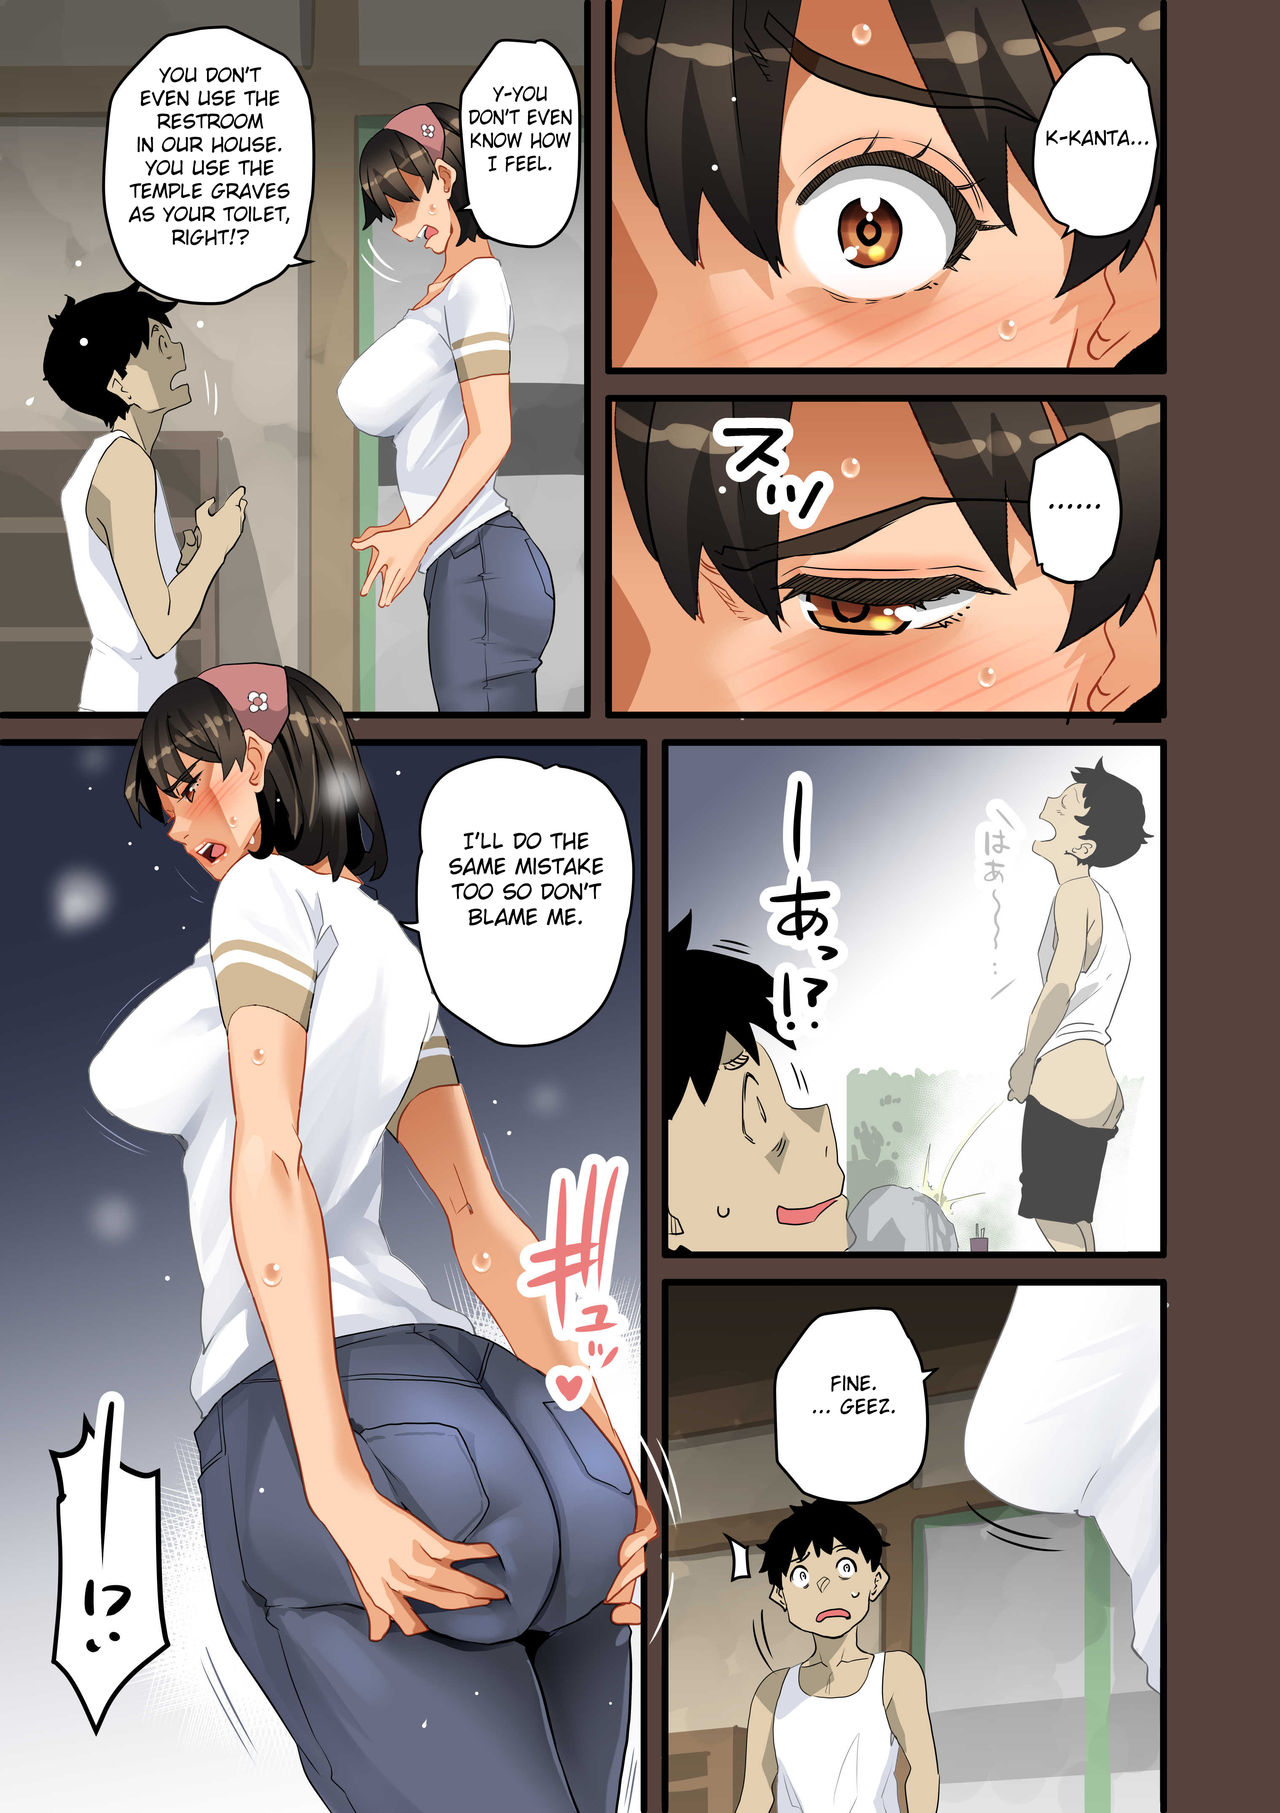 K-KANTA...
......
スッ
Y-YOU
DON'T EVEN
KNOW HOW
I FEEL.
YOU DON'T
EVEN USE THE
RESTROOM
IN OUR HOUSE.
YOU USE THE
TEMPLE GRAVES
AS YOUR TOILET,
RIGHT!?
はぁ〜〜..
ーあっ!?
FINE.
... GEEZ.
I'LL DO THE
SAME MISTAKE
TOO SO DON'T
BLAME ME.
ギュッ♥
ー!?